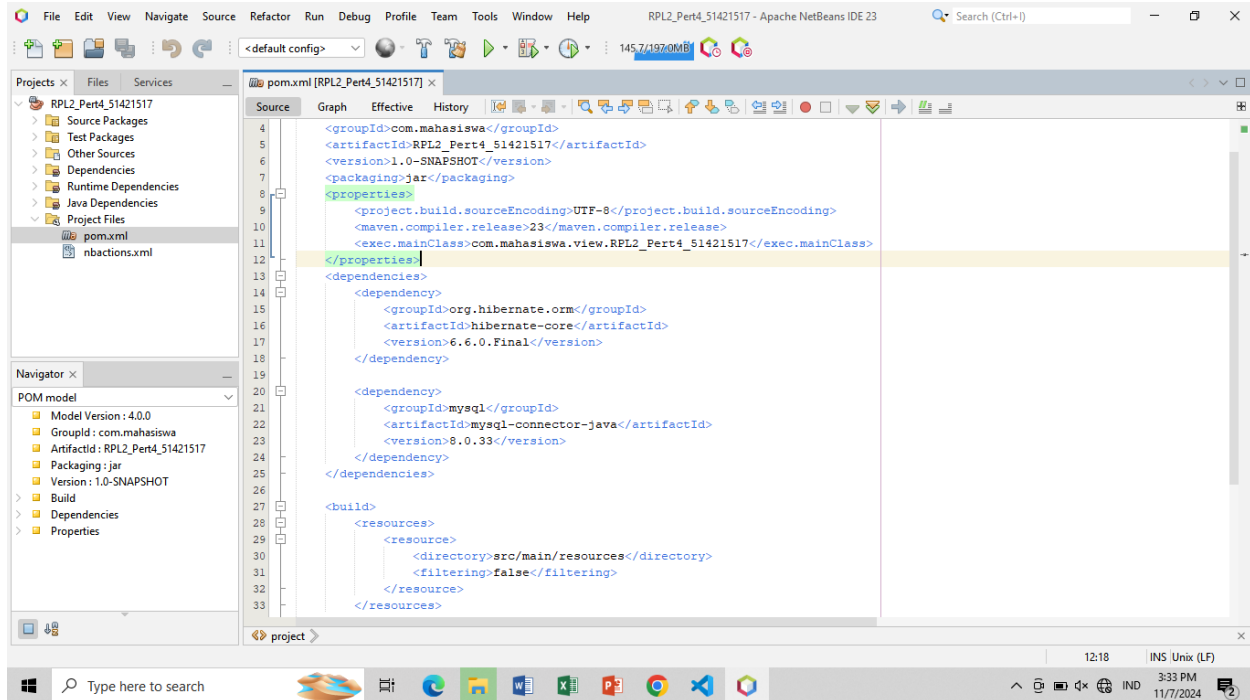 File Edit View Navigate Source Refactor Run Debug Profile Team Tools Window Help
RPL2_Pert4_51421517 - Apache NetBeans IDE 23
Search (Ctrl+I)
<default config>
145.7/197.0MB
Projects
Files
Services
RPL2_Pert4_51421517
Source Packages
Test Packages
Other Sources
Dependencies
Runtime Dependencies
Java Dependencies
Project Files
pom.xml
nbactions.xml
Navigator
POM model
Model Version : 4.0.0
GroupId : com.mahasiswa
ArtifactId : RPL2_Pert4_51421517
Packaging : jar
Version : 1.0-SNAPSHOT
Build
Dependencies
Properties
pom.xml [RPL2_Pert4_51421517]
Source Graph Effective History
4 <groupId>com.mahasiswa</groupId>
5 <artifactId>RPL2_Pert4_51421517</artifactId>
6 <version>1.0-SNAPSHOT</version>
7 <packaging>jar</packaging>
8 <properties>
9 <project.build.sourceEncoding>UTF-8</project.build.sourceEncoding>
10 <maven.compiler.release>23</maven.compiler.release>
11 <exec.mainClass>com.mahasiswa.view.RPL2_Pert4_51421517</exec.mainClass>
12 </properties>
13 <dependencies>
14 <dependency>
15 <groupId>org.hibernate.orm</groupId>
16 <artifactId>hibernate-core</artifactId>
17 <version>6.6.0.Final</version>
18 </dependency>
19
20 <dependency>
21 <groupId>mysql</groupId>
22 <artifactId>mysql-connector-java</artifactId>
23 <version>8.0.33</version>
24 </dependency>
25 </dependencies>
26
27 <build>
28 <resources>
29 <resource>
30 <directory>src/main/resources</directory>
31 <filtering>false</filtering>
32 </resource>
33 </resources>
project
12:18
INS
Unix (LF)
Type here to search
IND
3:33 PM
11/7/2024
2